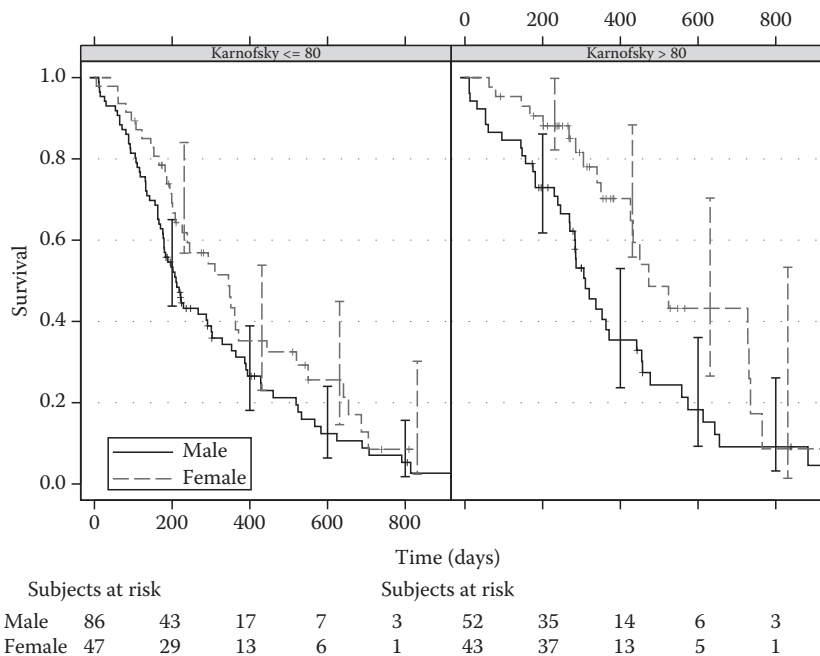 0 200 400 600 800
Karnofsky <= 80 Karnofsky > 80
1.0
0.8
0.6
0.4
0.2
0.0
Survival
Male
Female
0 200 400 600 800
Time (days)
Subjects at risk Subjects at risk
Male 86 43 17 7 3 52 35 14 6 3
Female 47 29 13 6 1 43 37 13 5 1